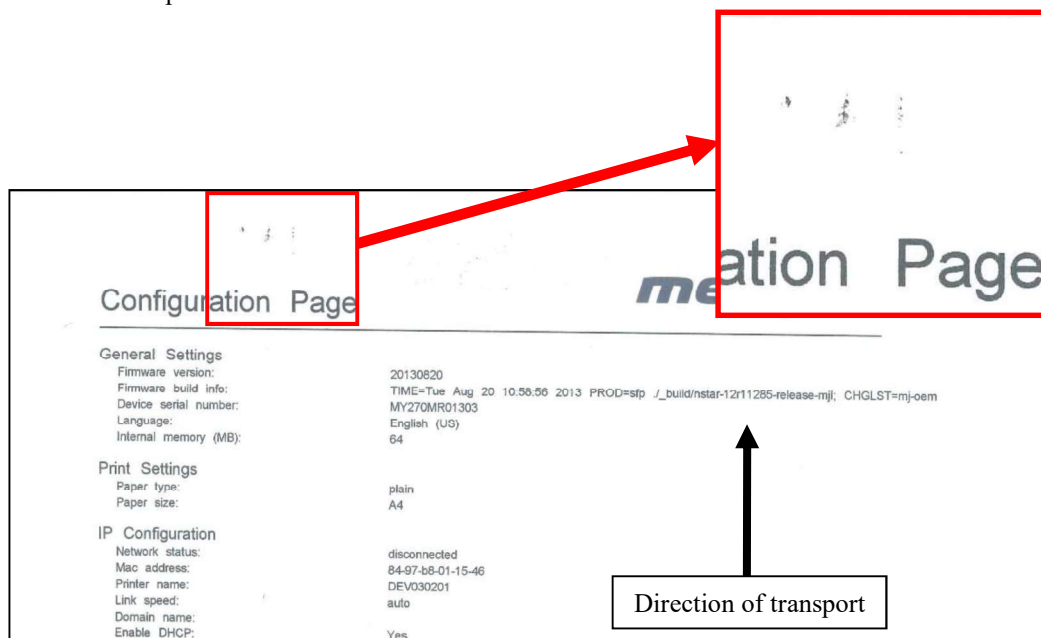 ation Page
Configuration Page
me
General Settings
Firmware version: 20130820
Firmware build info: TIME=Tue Aug 20 10:58:56 2013 PROD=sfp ./_build/nstar-12r11285-release-mjl; CHGLST=mj-oem
Device serial number: MY270MR01303
Language: English (US)
Internal memory (MB): 64
Print Settings
Paper type: plain
Paper size: A4
IP Configuration
Network status: disconnected
Mac address: 84-97-b8-01-15-46
Printer name: DEV030201
Link speed: auto
Domain name:
Enable DHCP: Yes
Direction of transport